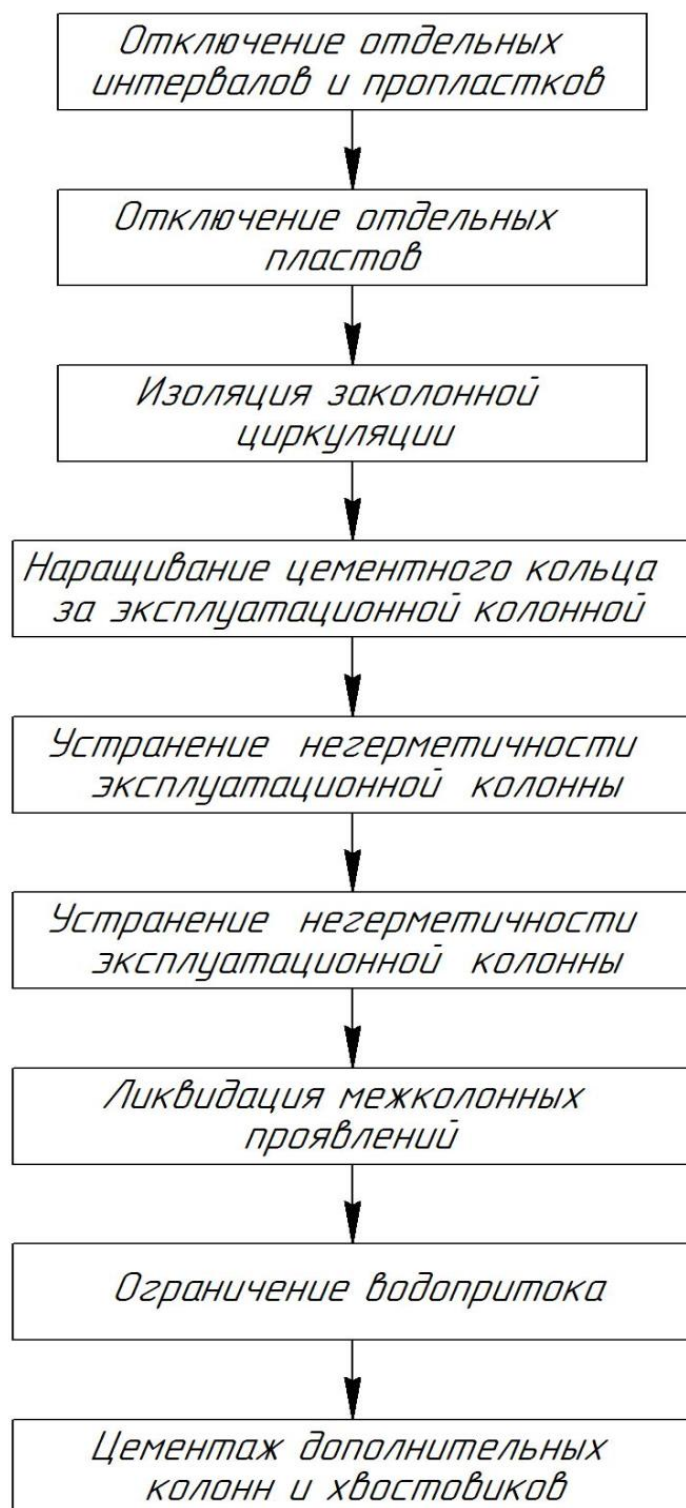 Отключение отдельных
интервалов и пропластков
Отключение отдельных
пластов
Изоляция заколонной
циркуляции
Наращивание цементного кольца
за эксплуатационной колонной
Устранение негерметичности
эксплуатационной колонны
Устранение негерметичности
эксплуатационной колонны
Ликвидация межколонных
проявлений
Ограничение водопритока
Цементаж дополнительных
колонн и хвостовиков